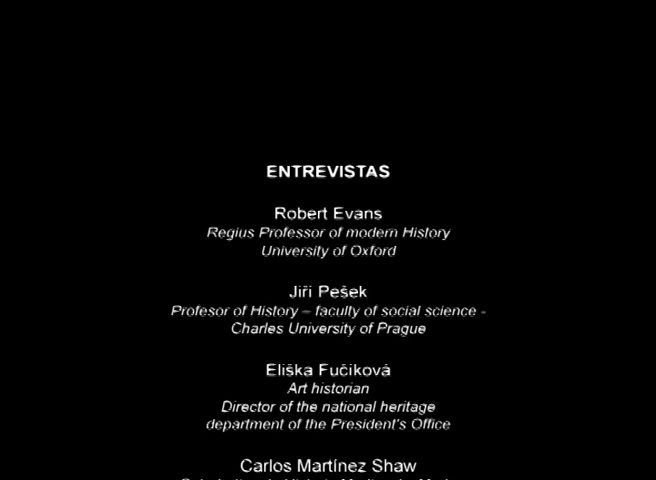 ENTREVISTAS
Robert Evans
Regius Professor of modern History
University of Oxford
Jiři Pešek
Profesor of History – faculty of social science -
Charles University of Prague
Eliška Fučiková
Art historian
Director of the national heritage
department of the President's Office
Carlos Martínez Shaw